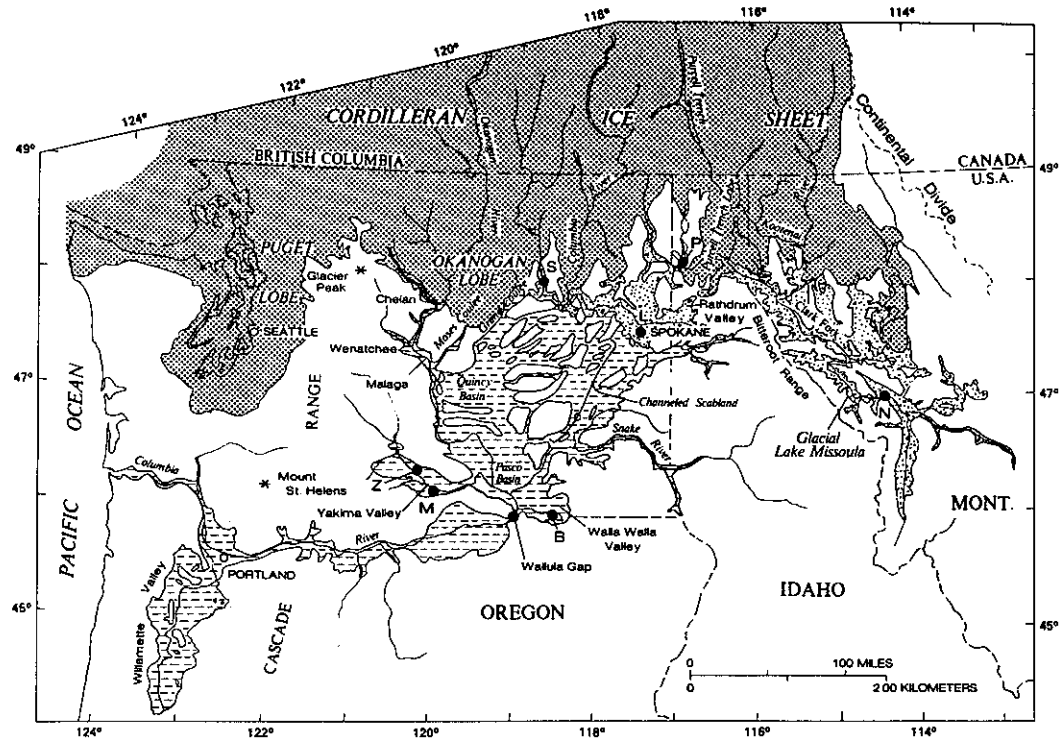 118°
116°
114°
120°
122°
124°
CORDILLERAN
ICE
SHEET
Continental
Divide
49°
BRITISH COLUMBIA
CANADA
U.S.A.
49°
PUGET
LOBE
SEATTLE
Glacier
Peak
OKANOGAN
LOBE
S
P
Chelan
Moses Coulee
L
SPOKANE
Rathdrum
Valley
Clark Fork
Bitterroot
Range
Wenatchee
Malaga
47°
47°
PACIFIC
OCEAN
RANGE
Quincy
Basin
Channeled Scabland
N
Glacial
Lake Missoula
Snake
River
Columbia
Mount
St. Helens
Pasco
Basin
Z
M
Yakima Valley
B
Walla Walla
Valley
MONT.
River
Wallula Gap
PORTLAND
Willamette
Valley
CASCADE
OREGON
IDAHO
45°
45°
0
100 MILES
0
200 KILOMETERS
124°
122°
120°
118°
116°
114°